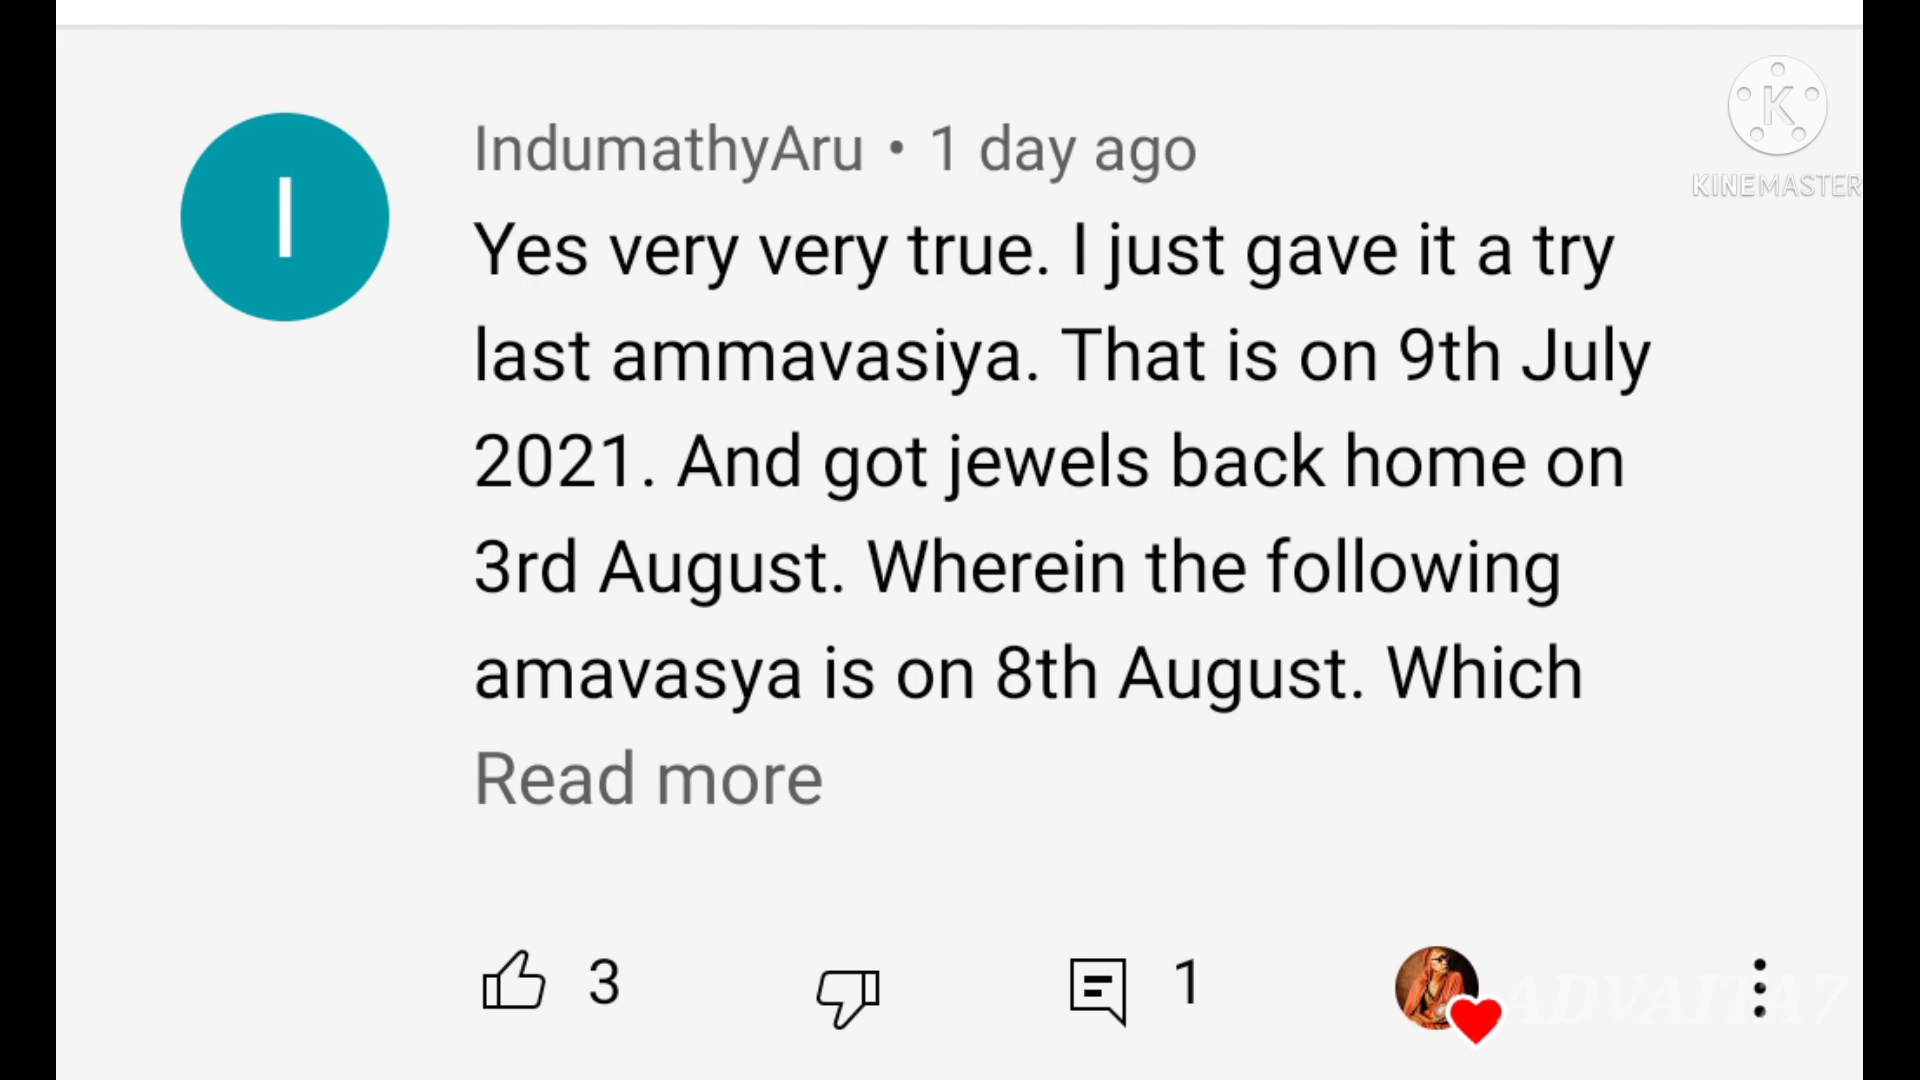 IndumathyAru • 1 day ago
Yes very very true. I just gave it a try
last ammavasiya. That is on 9th July
2021. And got jewels back home on
3rd August. Wherein the following
amavasya is on 8th August. Which
Read more
3
1
I
K
KINEMASTER
ADVAITA7